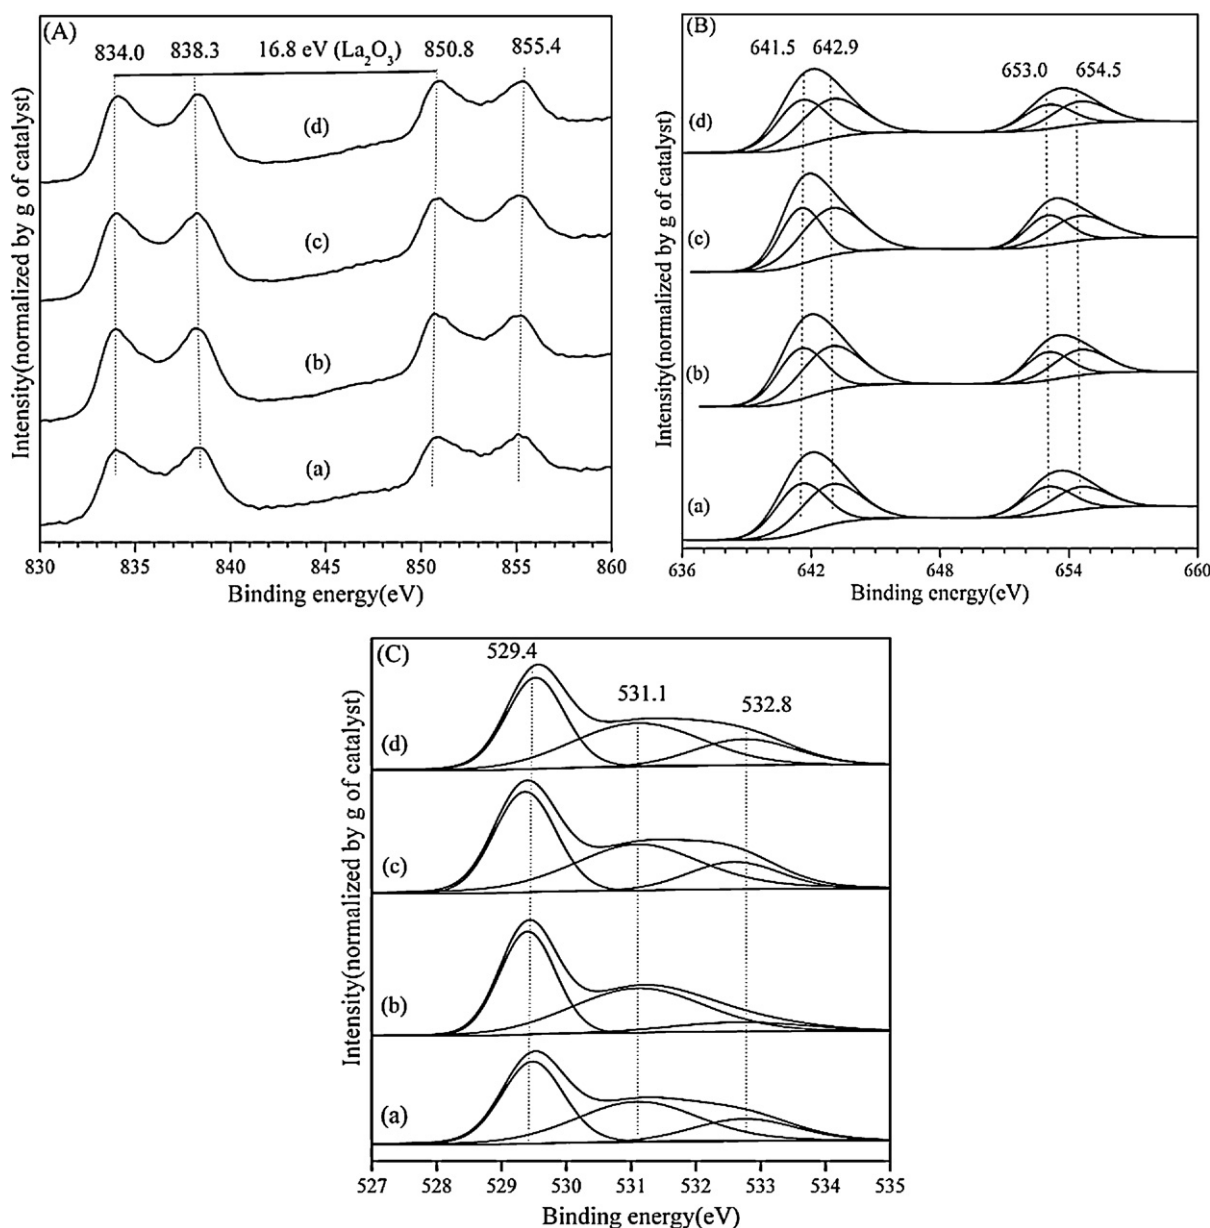 (A)
834.0 838.3 16.8 eV (La₂O₃) 850.8 855.4
(d)
(c)
(b)
(a)
Intensity(normalized by g of catalyst)
830 835 840 845 850 855 860
Binding energy(eV)
(B)
641.5 642.9
653.0 654.5
(d)
(c)
(b)
(a)
Intensity(normalized by g of catalyst)
636 642 648 654 660
Binding energy(eV)
(C)
529.4
531.1
532.8
(d)
(c)
(b)
(a)
Intensity(normalized by g of catalyst)
527 528 529 530 531 532 533 534 535
Binding energy(eV)